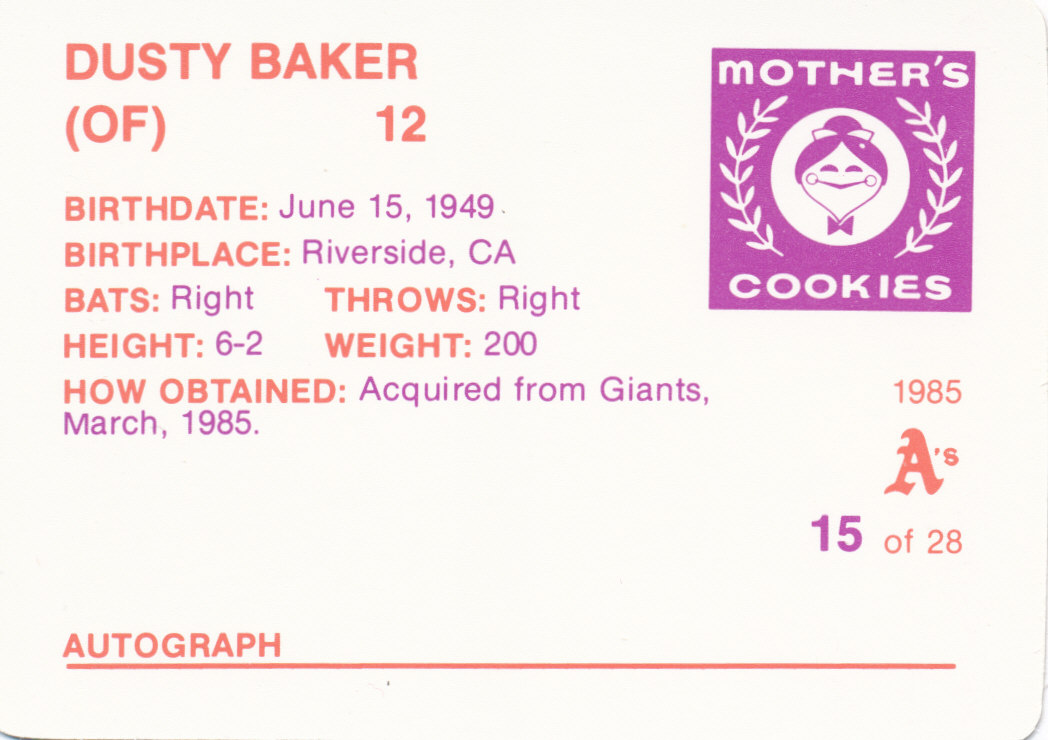 DUSTY BAKER
(OF) 12
MOTHER'S
COOKIES
BIRTHDATE: June 15, 1949
BIRTHPLACE: Riverside, CA
BATS: Right THROWS: Right
HEIGHT: 6-2 WEIGHT: 200
HOW OBTAINED: Acquired from Giants,
March, 1985.
1985
A's
15 of 28
AUTOGRAPH